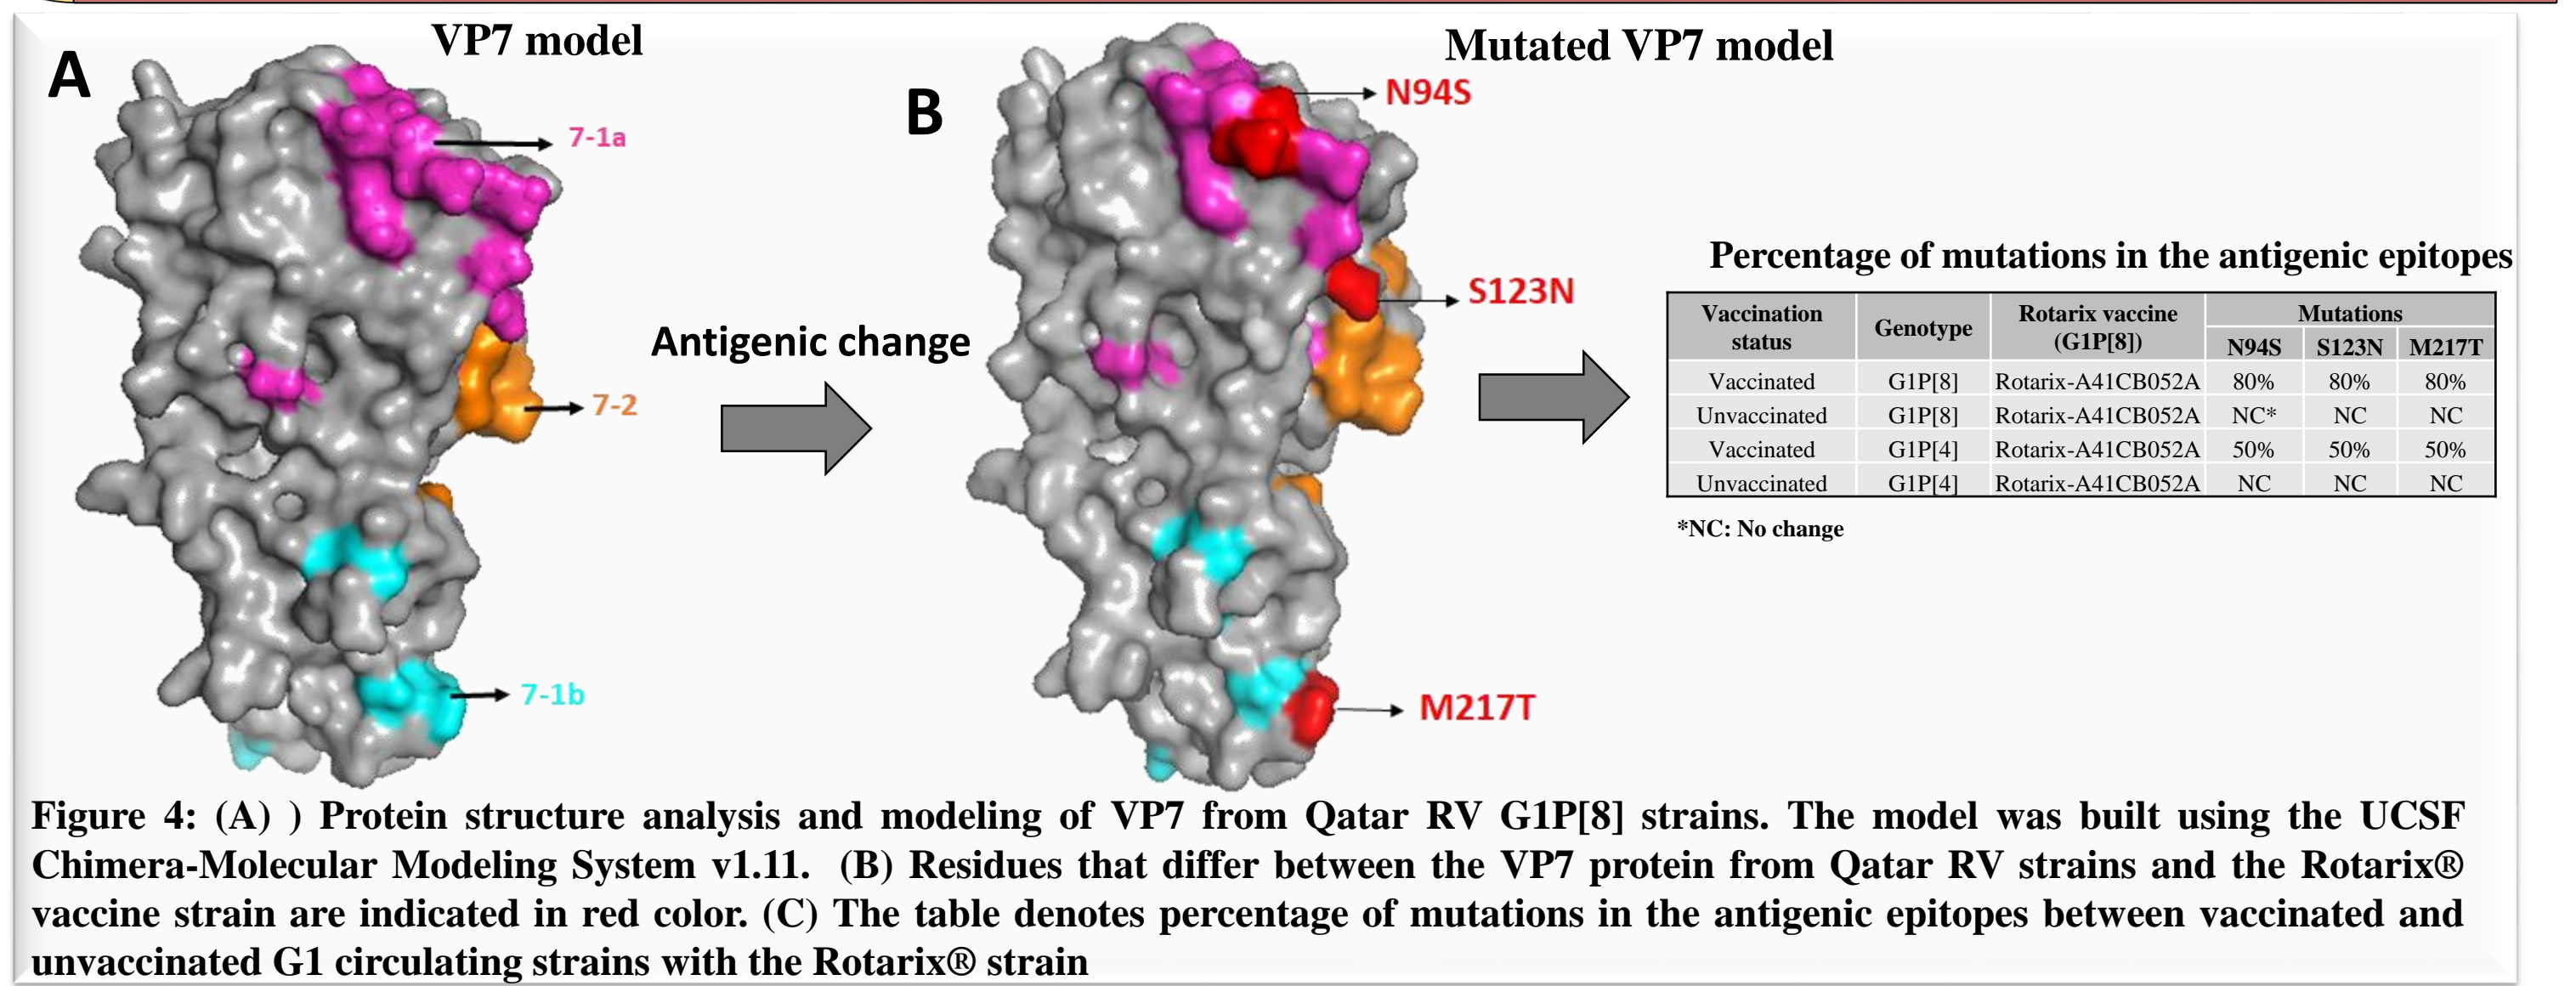 VP7 model
A
7-1a
7-2
7-1b
Antigenic change
Mutated VP7 model
B
N94S
S123N
M217T
Percentage of mutations in the antigenic epitopes
Vaccination status Genotype Rotarix vaccine (G1P[8]) Mutations
N94S S123N M217T
Vaccinated G1P[8] Rotarix-A41CB052A 80% 80% 80%
Unvaccinated G1P[8] Rotarix-A41CB052A NC* NC NC
Vaccinated G1P[4] Rotarix-A41CB052A 50% 50% 50%
Unvaccinated G1P[4] Rotarix-A41CB052A NC NC NC
*NC: No change
Figure 4: (A) ) Protein structure analysis and modeling of VP7 from Qatar RV G1P[8] strains. The model was built using the UCSF
Chimera-Molecular Modeling System v1.11. (B) Residues that differ between the VP7 protein from Qatar RV strains and the Rotarix®
vaccine strain are indicated in red color. (C) The table denotes percentage of mutations in the antigenic epitopes between vaccinated and
unvaccinated G1 circulating strains with the Rotarix® strain